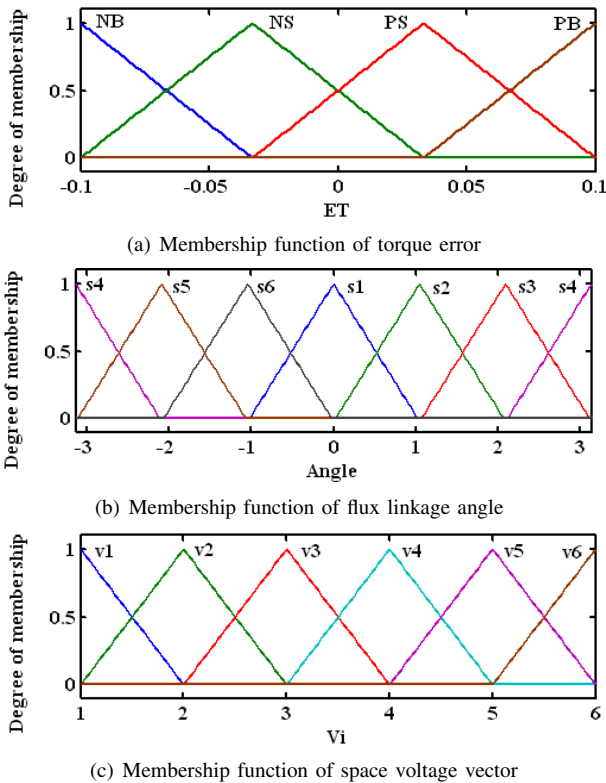 NB NS PS PB
1
0.5
0
Degree of membership
-0.1 -0.05 0 0.05 0.1
ET
(a) Membership function of torque error
s4 s5 s6 s1 s2 s3 s4
1
0.5
0
Degree of membership
-3 -2 -1 0 1 2 3
Angle
(b) Membership function of flux linkage angle
v1 v2 v3 v4 v5 v6
1
0.5
0
Degree of membership
1 2 3 4 5 6
Vi
(c) Membership function of space voltage vector